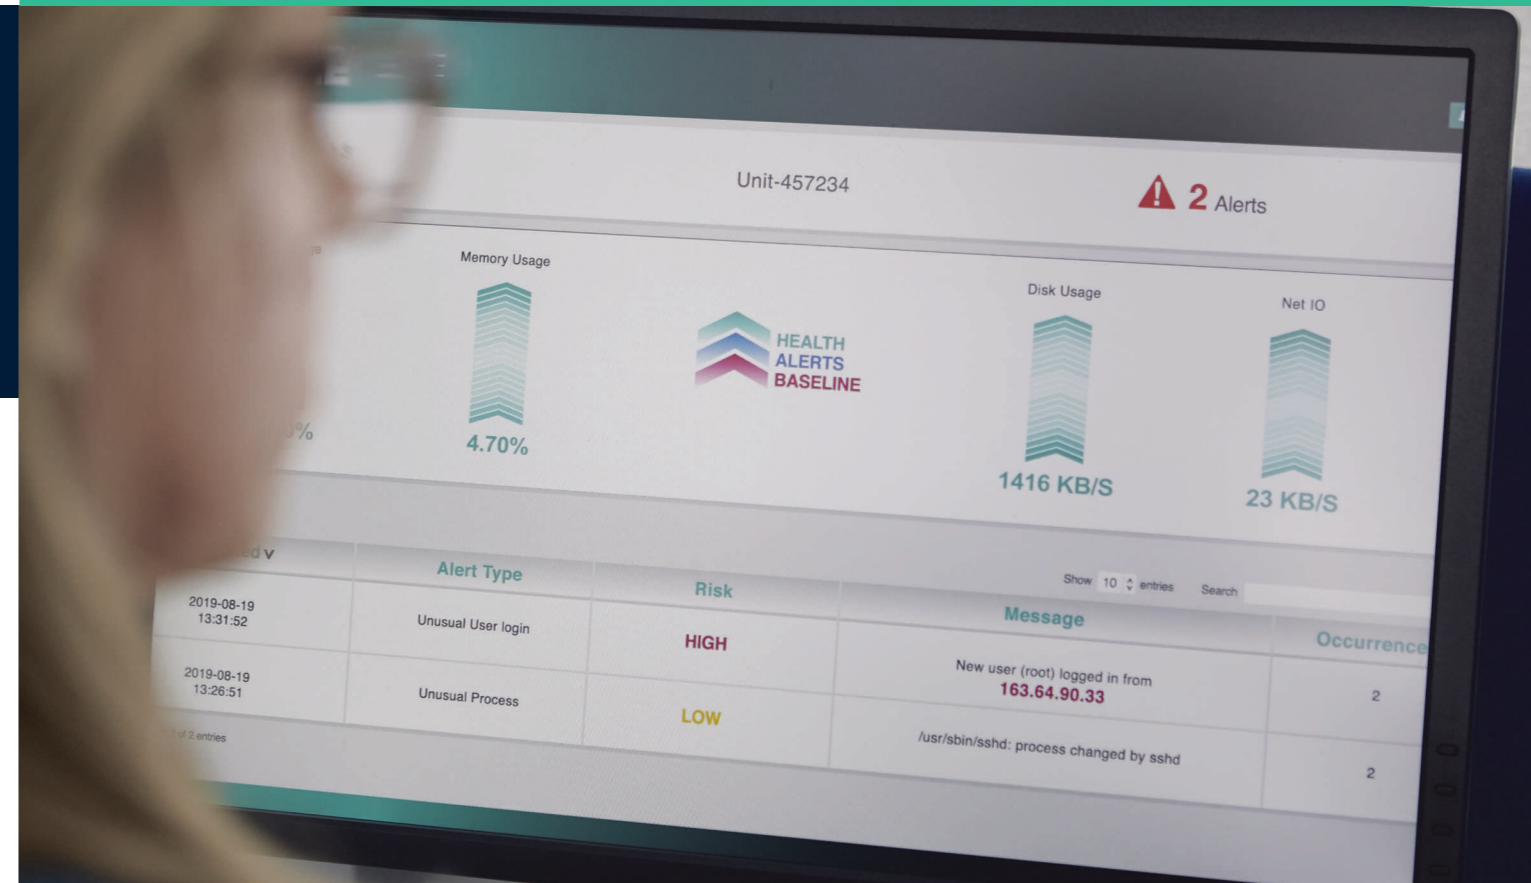 Unit-457234
2 Alerts
Memory Usage
Disk Usage
Net IO
HEALTH
ALERTS
BASELINE
%
4.70%
1416 KB/S
23 KB/S
Show 10 entries Search
Alert Type
Risk
Message
Occurrence
2019-08-19
13:31:52
Unusual User login
HIGH
New user (root) logged in from
163.64.90.33
2
2019-08-19
13:26:51
Unusual Process
LOW
/usr/sbin/sshd: process changed by sshd
2
of 2 entries